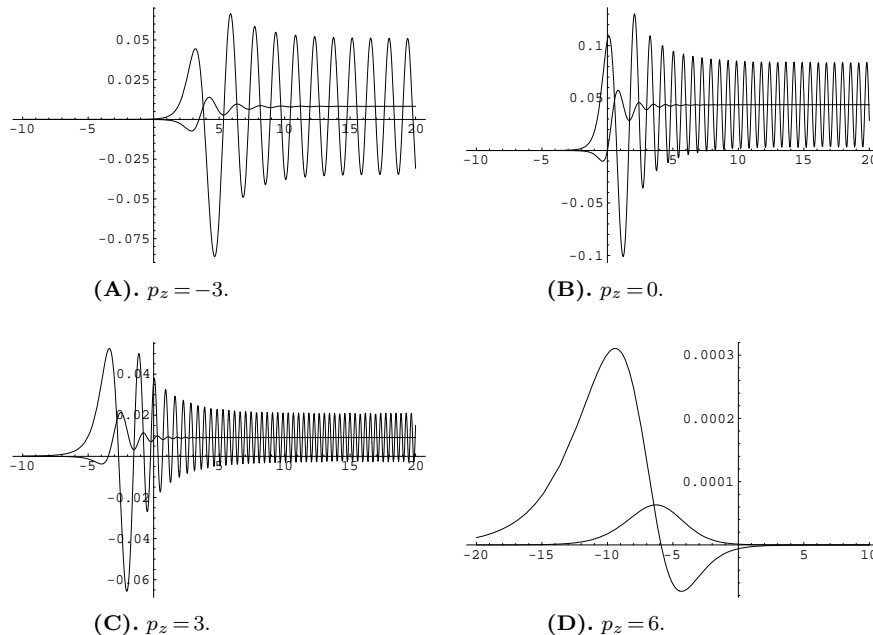 0.05
0.025
-10 -5 5 10 15 20
-0.025
-0.05
-0.075
(A). p_z = −3.
0.1
0.05
-10 -5 5 10 15 20
-0.05
-0.1
(B). p_z = 0.
0.04
0.02
-10 -5 5 10 15 20
0.02
0.04
0.06
(C). p_z = 3.
0.0003
0.0002
0.0001
-20 -15 -10 -5 5 10
(D). p_z = 6.